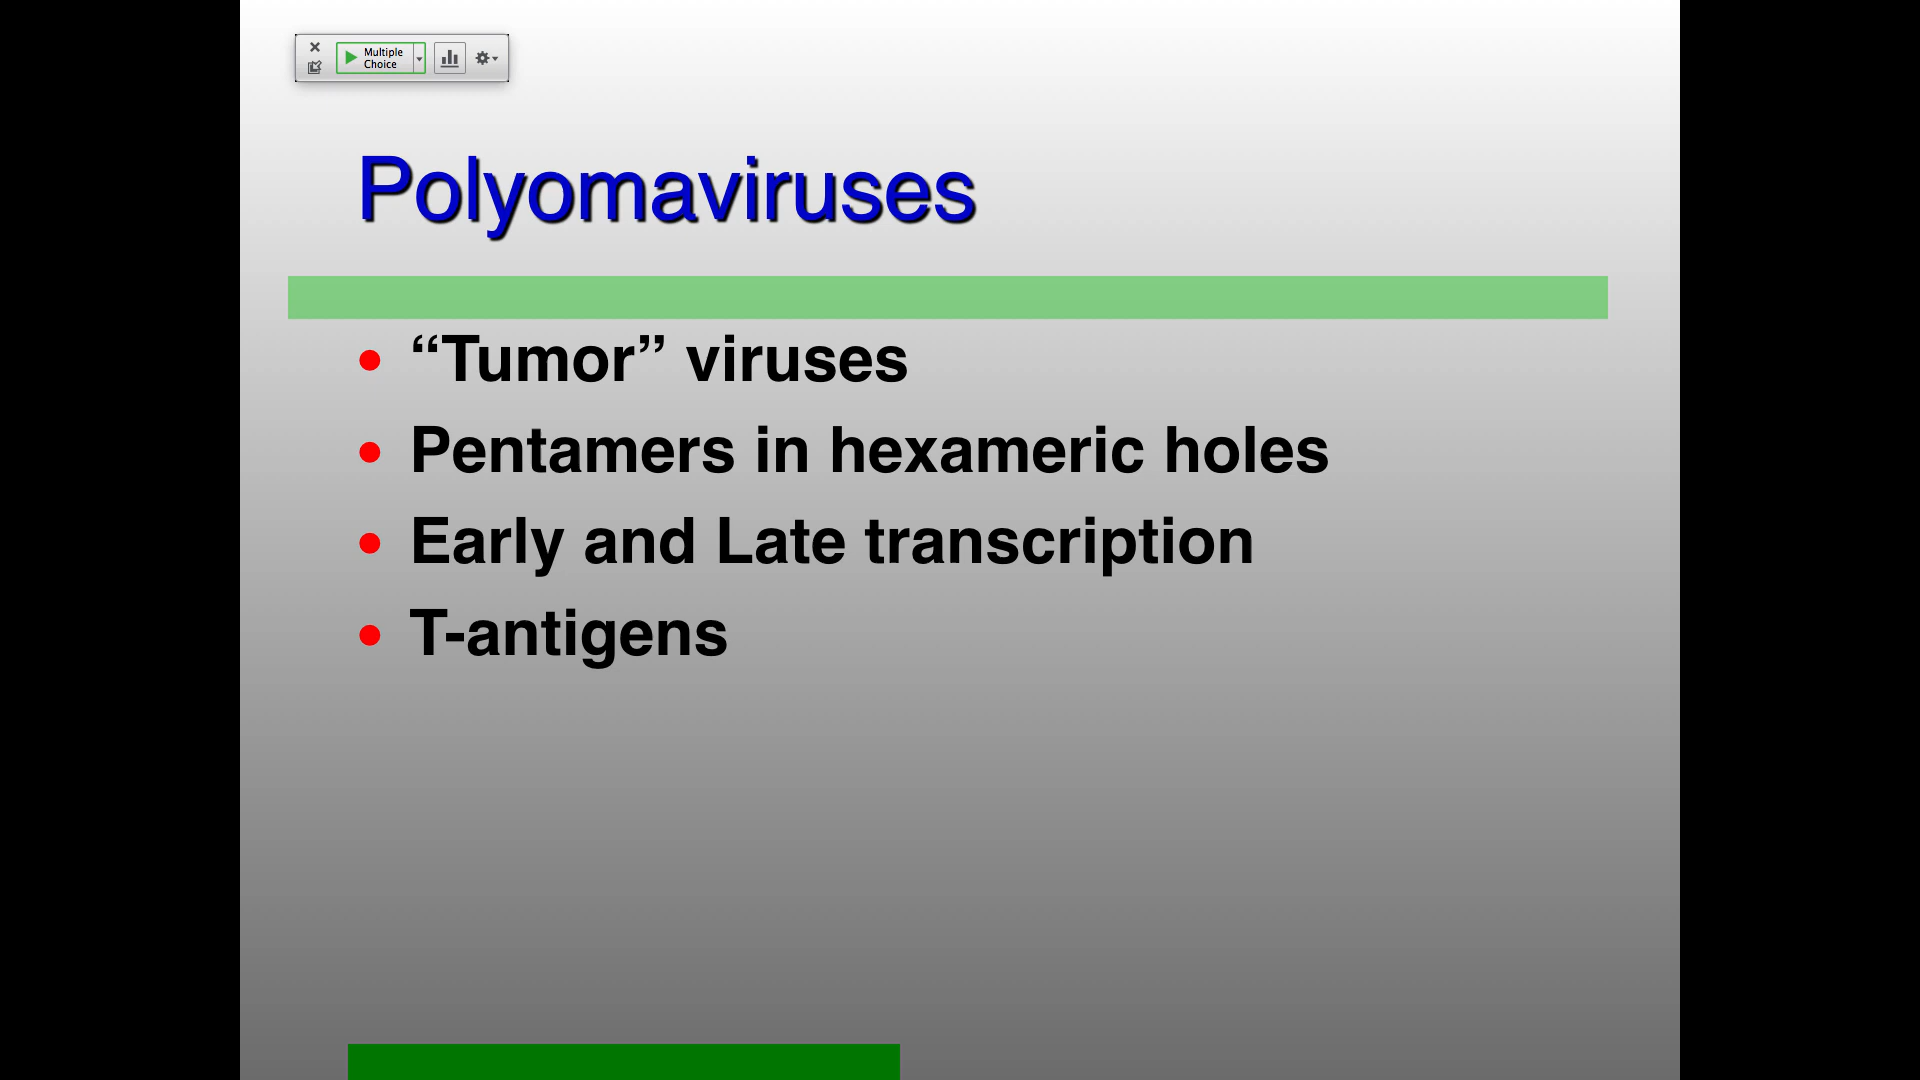 Multiple
Choice
Polyomaviruses
• “Tumor” viruses
• Pentamers in hexameric holes
• Early and Late transcription
• T-antigens